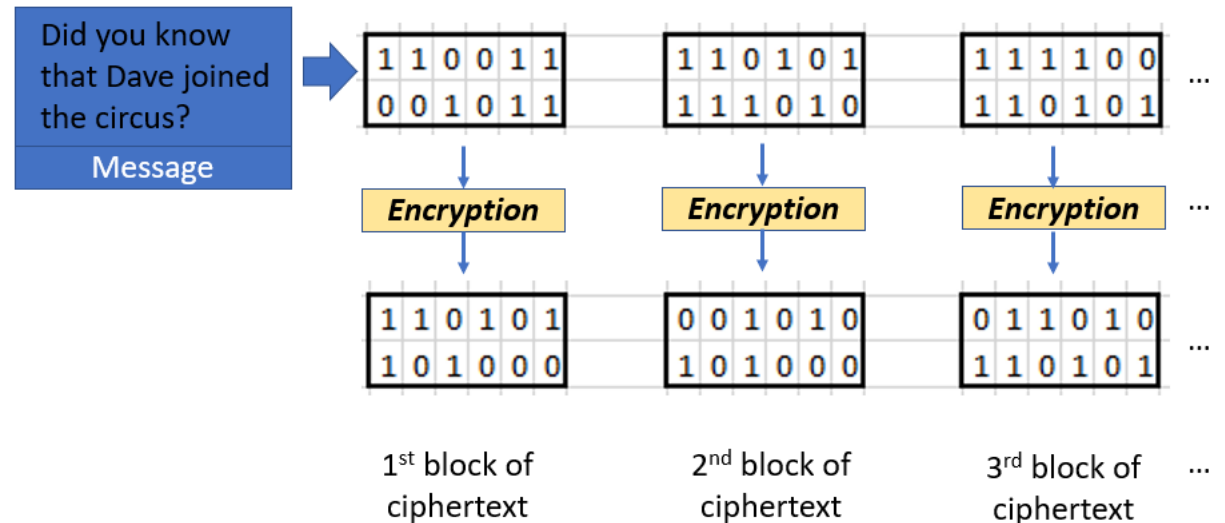 Did you know
that Dave joined
the circus?
Message
1 1 0 0 1 1
0 0 1 0 1 1
1 1 0 1 0 1
1 1 1 0 1 0
1 1 1 1 0 0
1 1 0 1 0 1
...
Encryption
Encryption
Encryption
...
1 1 0 1 0 1
1 0 1 0 0 0
0 0 1 0 1 0
1 0 1 0 0 0
0 1 1 0 1 0
1 1 0 1 0 1
...
1st block of
ciphertext
2nd block of
ciphertext
3rd block of
ciphertext
...